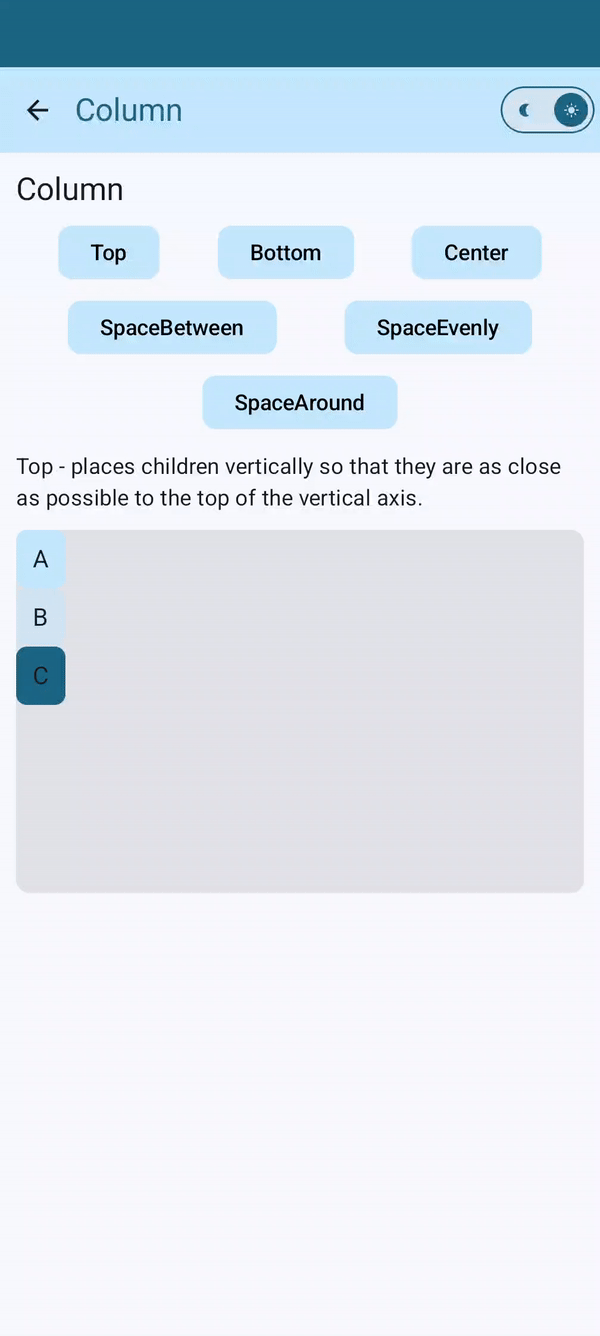 Column
Column
Top Bottom Center
SpaceBetween SpaceEvenly
SpaceAround
Top - places children vertically so that they are as close
as possible to the top of the vertical axis.
A
B
C